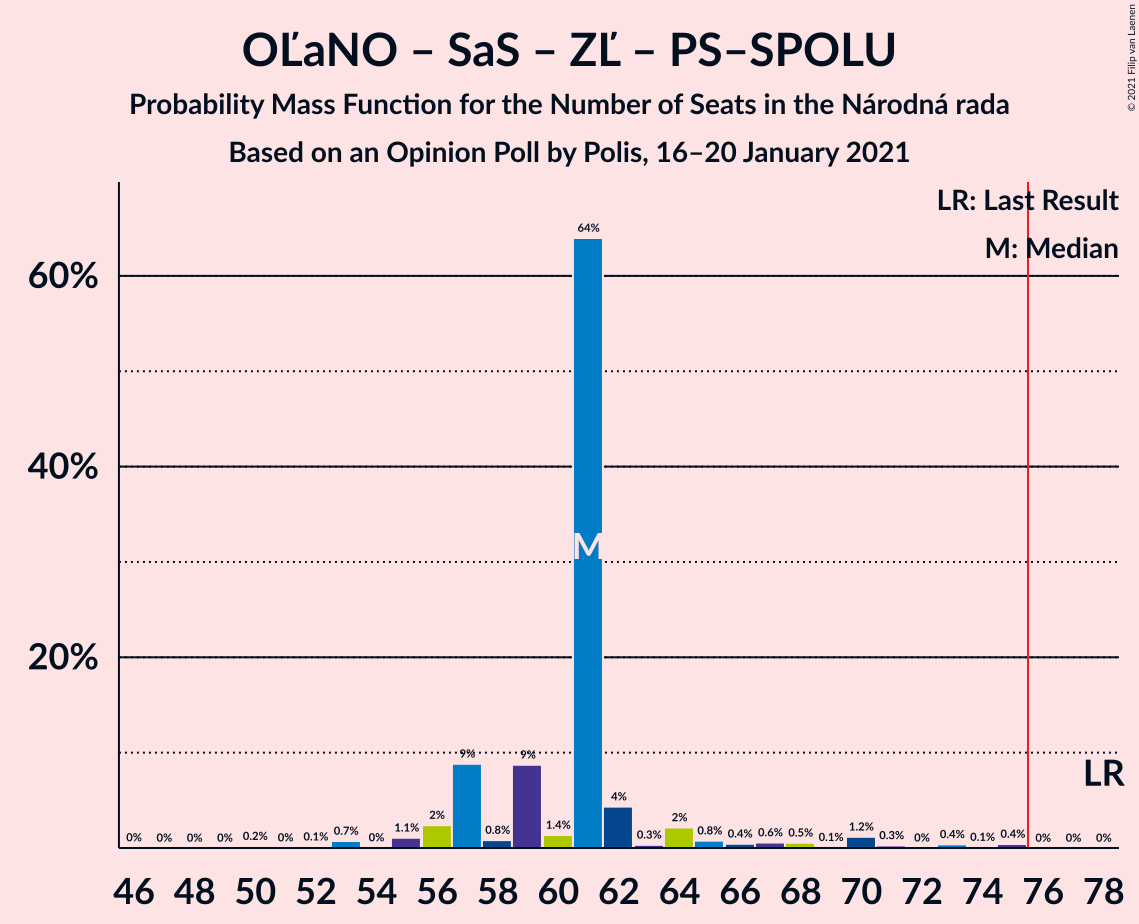 OĽaNO – SaS – ZĽ – PS–SPOLU
Probability Mass Function for the Number of Seats in the Národná rada
Based on an Opinion Poll by Polis, 16–20 January 2021
© 2021 Filip van Laenen
LR: Last Result
M: Median
60%
40%
20%
64%
M
LR
0% 0% 0% 0% 0.2% 0% 0.1% 0.7% 0% 1.1% 2% 9% 0.8% 9% 1.4% 4% 0.3% 2% 0.8% 0.4% 0.6% 0.5% 0.1% 1.2% 0.3% 0% 0.4% 0.1% 0.4% 0% 0% 0%
46 48 50 52 54 56 58 60 62 64 66 68 70 72 74 76 78